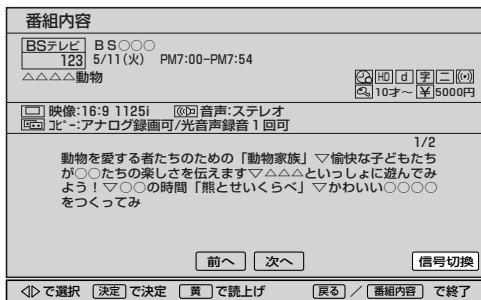 番組内容
BSテレビ BS○○○
123 5/11(火) PM7:00-PM7:54
△△△△動物
HD d 字 二
10才～ ¥ 5000円
映像:16:9 1125i 音声:ステレオ
コピー:アナログ録画可/光音声録音1回可
1/2
動物を愛する者たちのための「動物家族」▽愉快な子どもたち
が○○たちの楽しさを伝えます▽△△△といっしょに遊んでみ
よう！▽○○の時間「熊とせいくらべ」▽かわいい○○○○
をつくってみ
前へ 次へ 信号切換
で選択 決定 で決定 黄 で読上げ 戻る / 番組内容 で終了